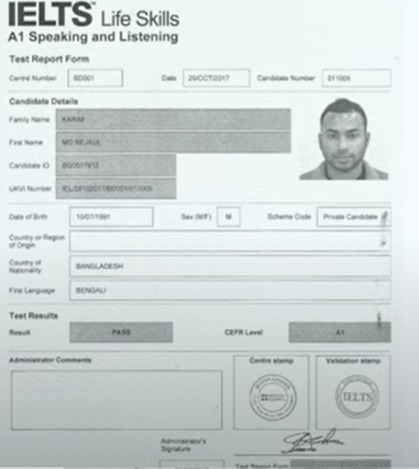 IELTS™ Life Skills
A1 Speaking and Listening
Test Report Form
Centre Number BD001 Date 29/OCT/2017 Candidate Number 011005
Candidate Details
Family Name KARIM
First Name MD REJAUL
Candidate ID
UKVI Number
Date of Birth 10/07/1991 Sex (M/F) M Scheme Code Private Candidate
Country or Region
of Origin
Country of
Nationality BANGLADESH
First Language BENGALI
Test Results
Result PASS CEFR Level A1
Administrator Comments Centre stamp Validation stamp
IELTS
Administrator's
Signature
Test Report Form